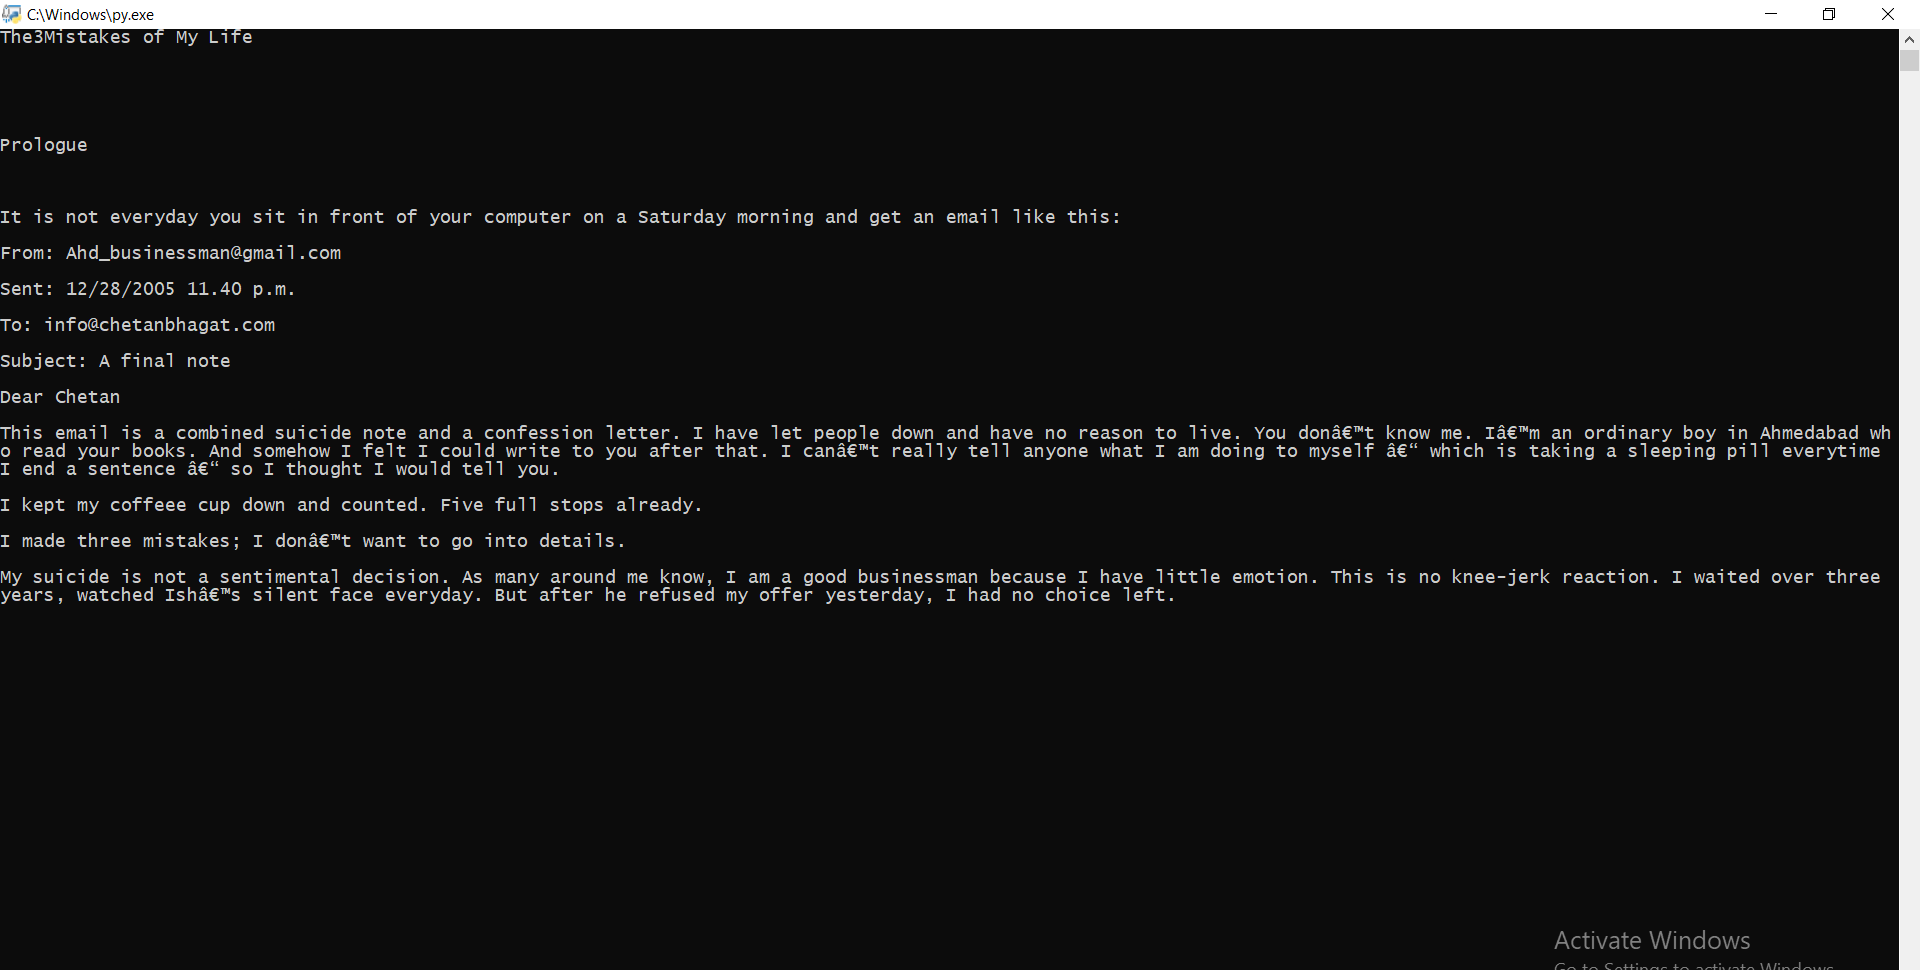 C:\Windows\py.exe
The3Mistakes of My Life
Prologue
It is not everyday you sit in front of your computer on a Saturday morning and get an email like this:
From: Ahd_businessman@gmail.com
Sent: 12/28/2005 11.40 p.m.
To: info@chetanbhagat.com
Subject: A final note
Dear Chetan
This email is a combined suicide note and a confession letter. I have let people down and have no reason to live. You donâ€™t know me. Iâ€™m an ordinary boy in Ahmedabad wh
o read your books. And somehow I felt I could write to you after that. I canâ€™t really tell anyone what I am doing to myself â€“ which is taking a sleeping pill everytime
I end a sentence â€“ so I thought I would tell you.
I kept my coffeee cup down and counted. Five full stops already.
I made three mistakes; I donâ€™t want to go into details.
My suicide is not a sentimental decision. As many around me know, I am a good businessman because I have little emotion. This is no knee-jerk reaction. I waited over three
years, watched Ishâ€™s silent face everyday. But after he refused my offer yesterday, I had no choice left.
Activate Windows
Go to Settings to activate Windows.